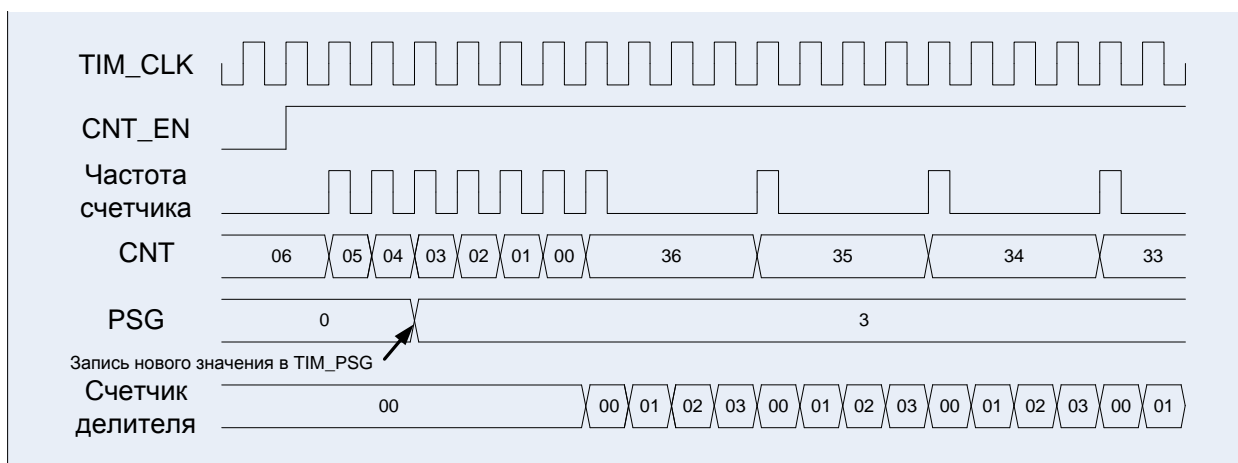 TIM_CLK
CNT_EN
Частота
счетчика
CNT
06 05 04 03 02 01 00 36 35 34 33
PSG
0 3
Запись нового значения в TIM_PSG
Счетчик
делителя
00 00 01 02 03 00 01 02 03 00 01 02 03 00 01